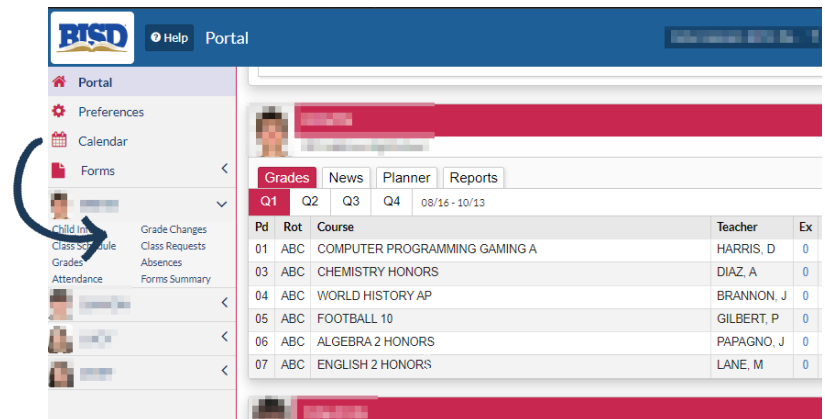 BISD
? Help Portal
Portal
Preferences
Calendar
Forms
Child In
Grade Changes
Class Schedule
Class Requests
Grades
Absences
Attendance
Forms Summary
Grades News Planner Reports
Q1 Q2 Q3 Q4 08/16 - 10/13
Pd Rot Course Teacher Ex
01 ABC COMPUTER PROGRAMMING GAMING A HARRIS, D 0
03 ABC CHEMISTRY HONORS DIAZ, A 0
04 ABC WORLD HISTORY AP BRANNON, J 0
05 ABC FOOTBALL 10 GILBERT, P 0
06 ABC ALGEBRA 2 HONORS PAPAGNO, J 0
07 ABC ENGLISH 2 HONORS LANE, M 0